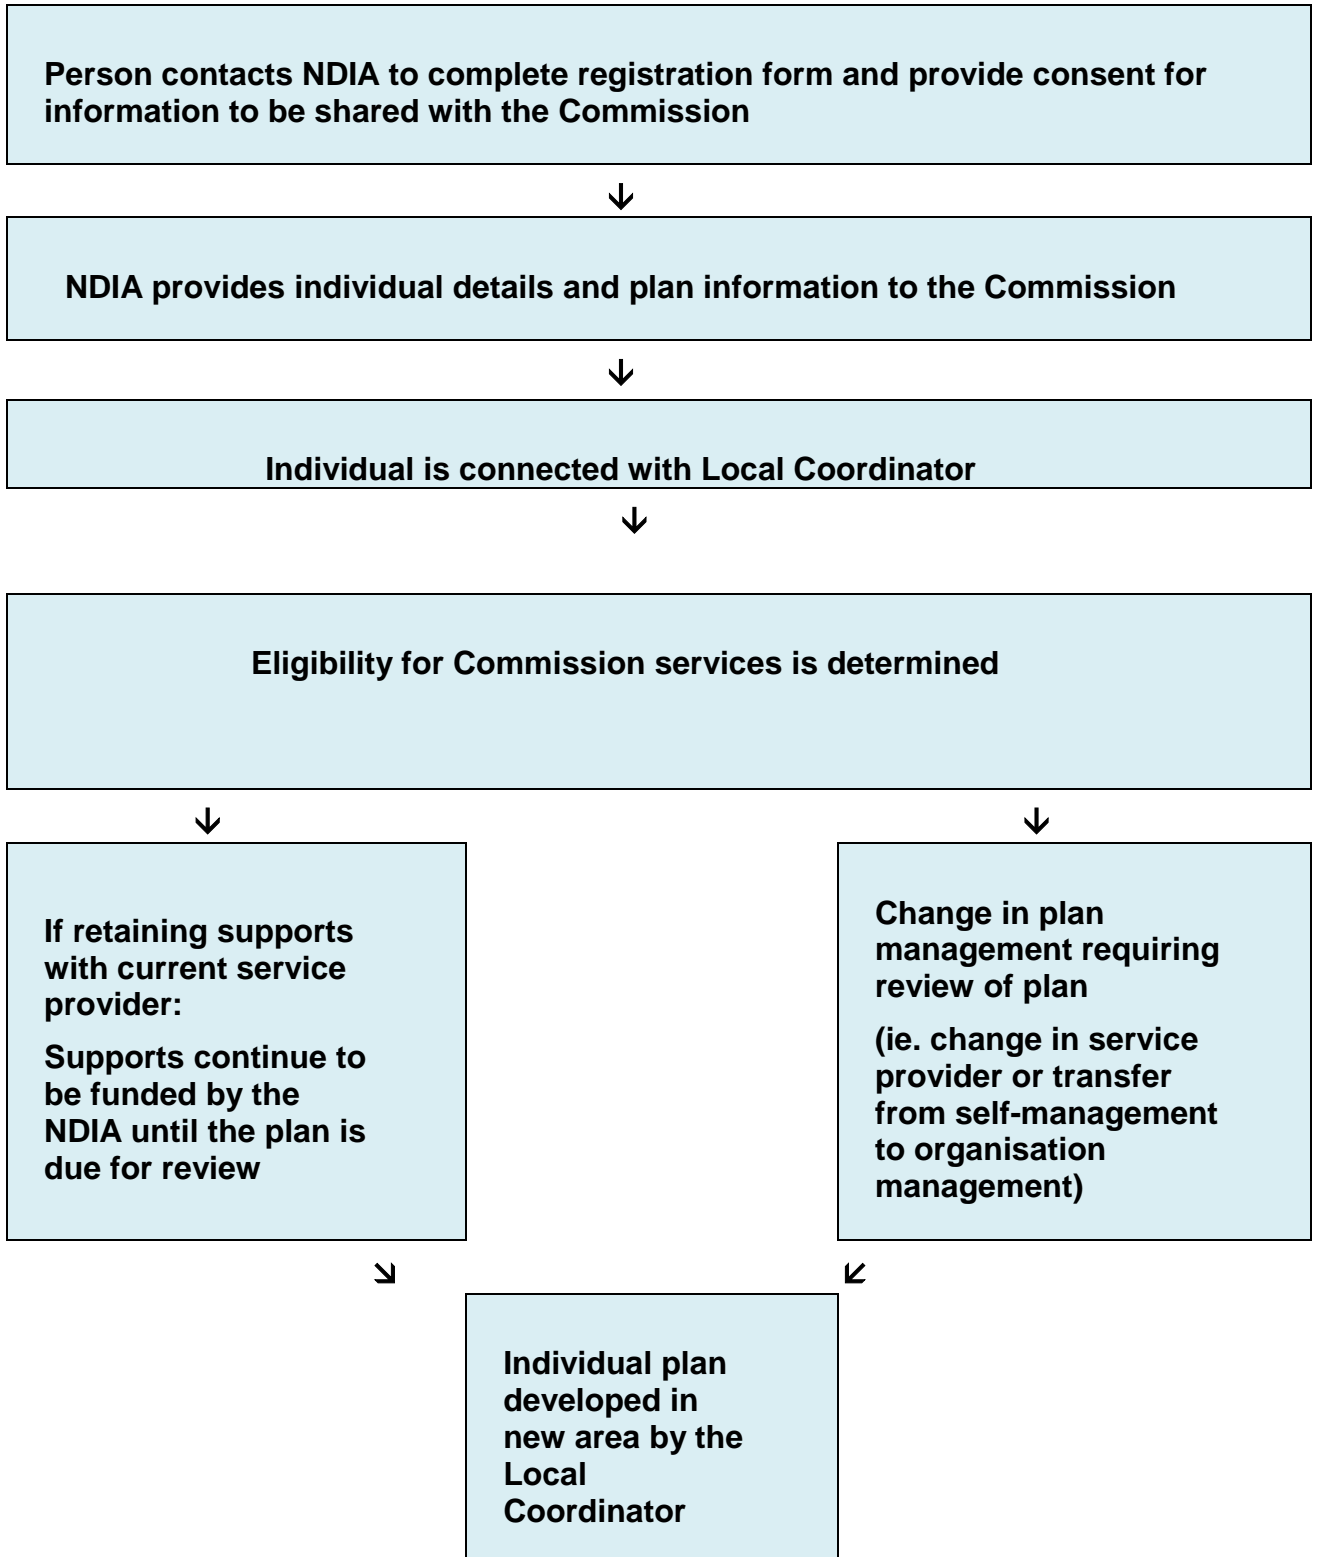 Person contacts NDIA to complete registration form and provide consent for
information to be shared with the Commission
NDIA provides individual details and plan information to the Commission
Individual is connected with Local Coordinator
Eligibility for Commission services is determined
If retaining supports
with current service
provider:
Supports continue to
be funded by the
NDIA until the plan is
due for review
Change in plan
management requiring
review of plan
(ie. change in service
provider or transfer
from self-management
to organisation
management)
Individual plan
developed in
new area by the
Local
Coordinator